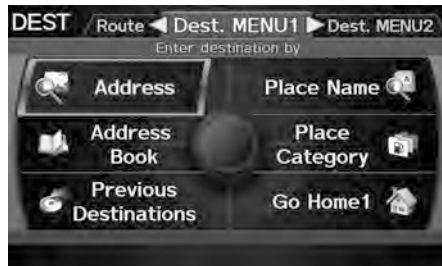 DEST Route Dest. MENU1 Dest. MENU2
Enter destination by
Address
Place Name
Address
Book
Place
Category
Previous
Destinations
Go Home1